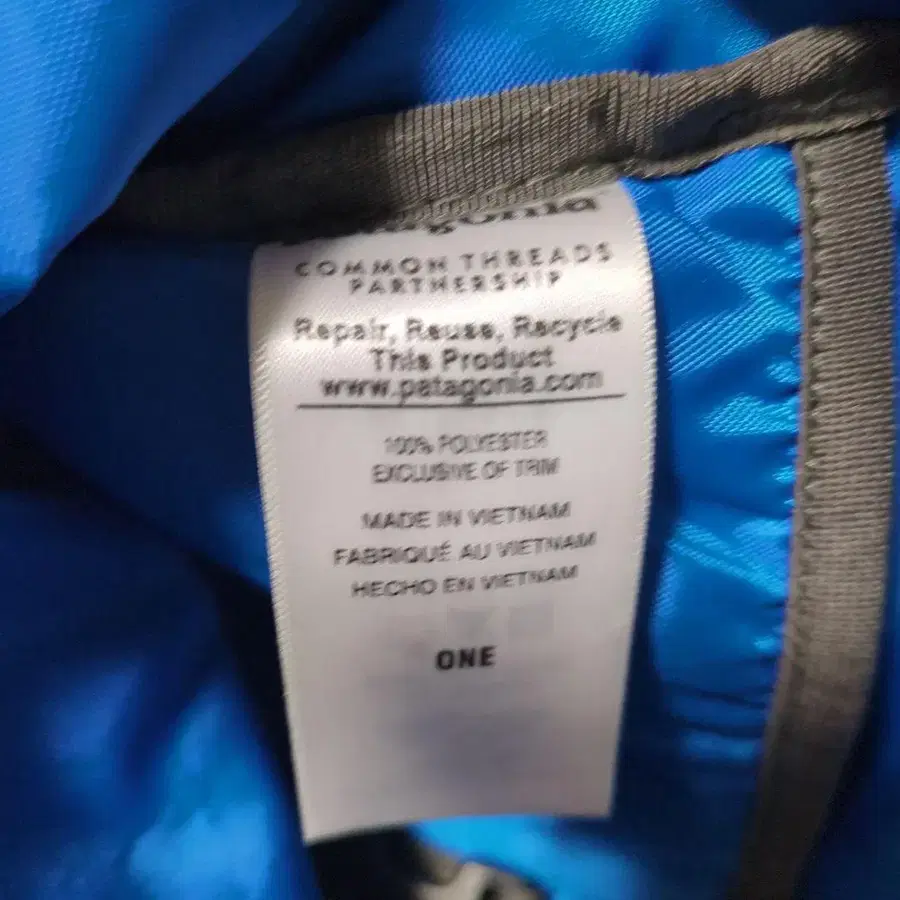 patagonia
COMMON THREADS
PARTNERSHIP
Repair, Reuse, Recycle
This Product
www.patagonia.com
100% POLYESTER
EXCLUSIVE OF TRIM
MADE IN VIETNAM
FABRIQUÉ AU VIETNAM
HECHO EN VIETNAM
ONE